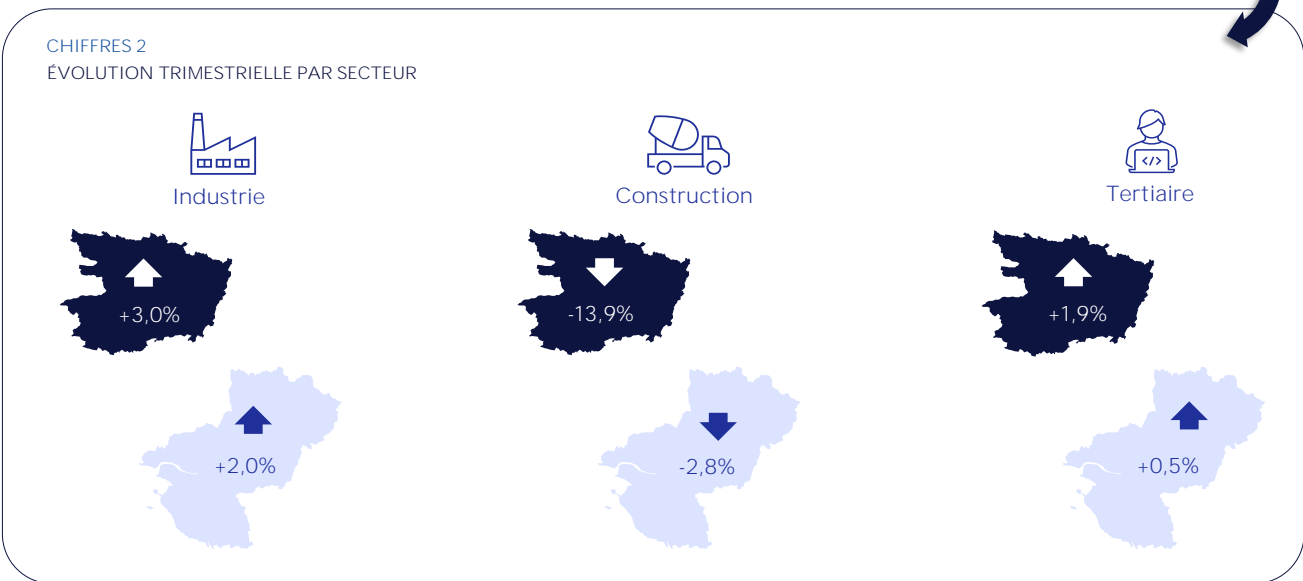 CHIFFRES 2
ÉVOLUTION TRIMESTRIELLE PAR SECTEUR
Industrie
Construction
Tertiaire
+3,0%
-13,9%
+1,9%
+2,0%
-2,8%
+0,5%